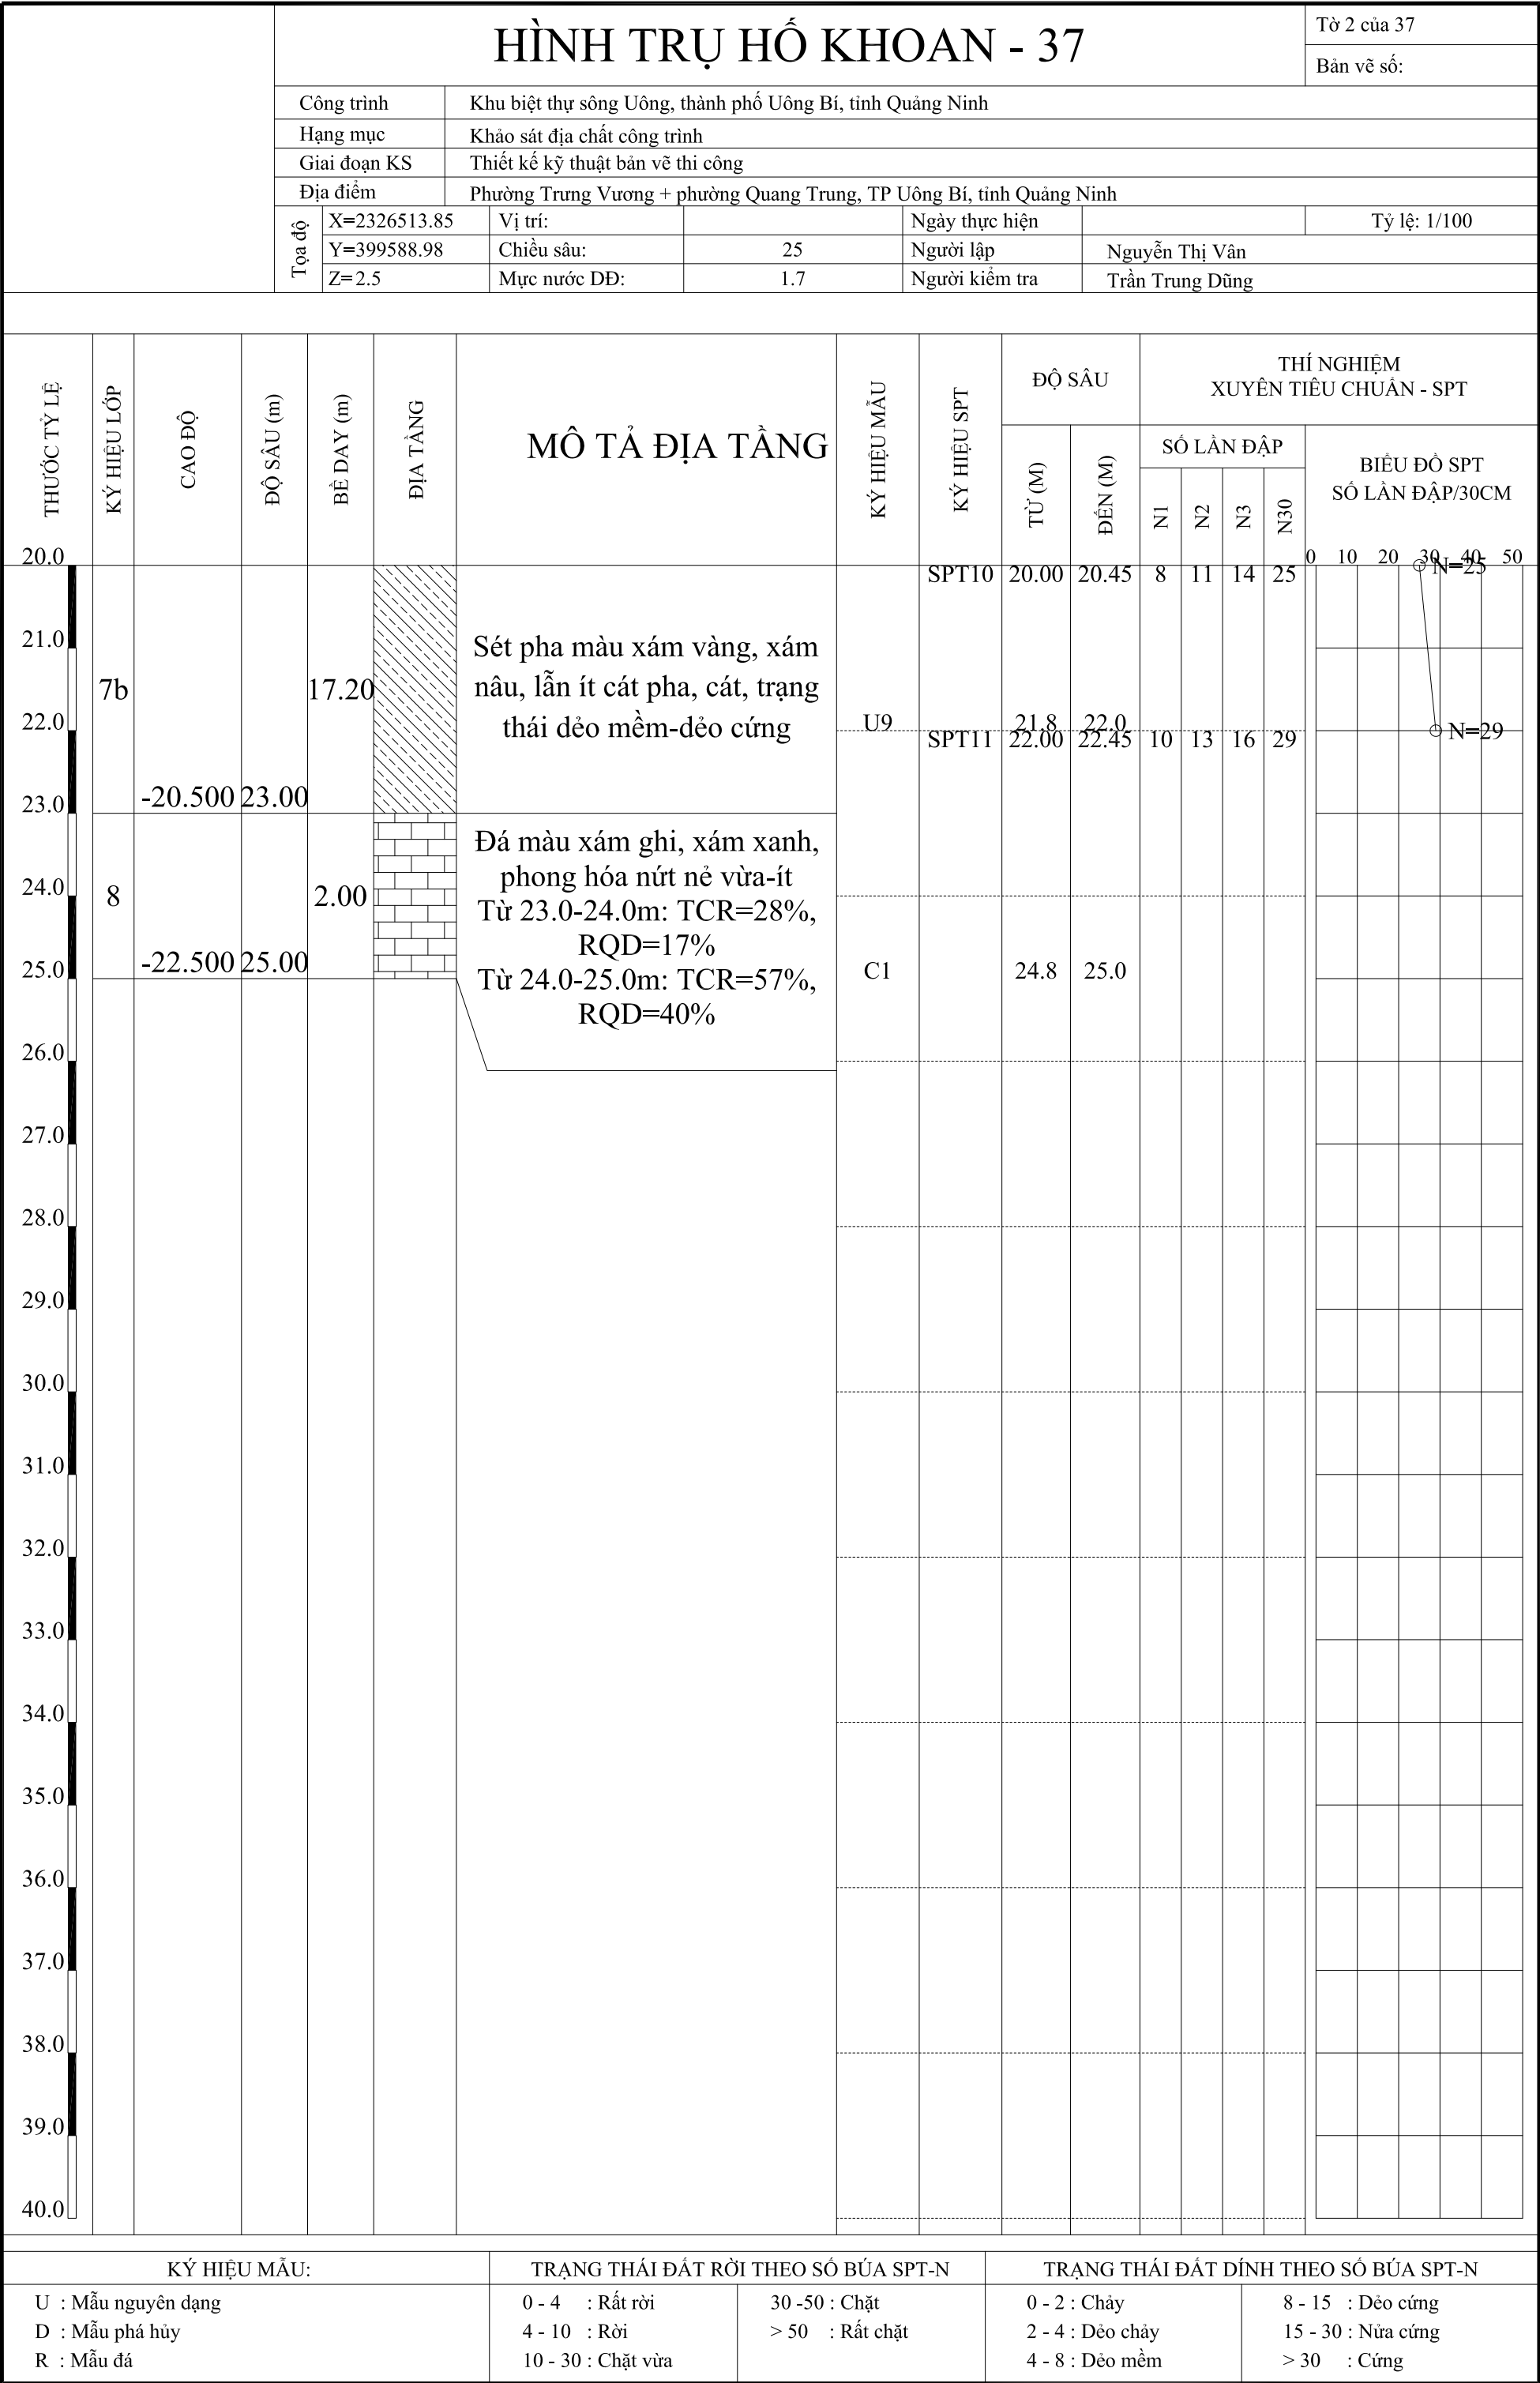 HÌNH TRỤ HỐ KHOAN - 37
Tờ 2 của 37
Bản vẽ số:
Công trình Khu biệt thự sông Uông, thành phố Uông Bí, tỉnh Quảng Ninh
Hạng mục Khảo sát địa chất công trình
Giai đoạn KS Thiết kế kỹ thuật bản vẽ thi công
Địa điểm Phường Trưng Vương + phường Quang Trung, TP Uông Bí, tỉnh Quảng Ninh
Tọa độ
X=2326513.85 Vị trí: Ngày thực hiện Tỷ lệ: 1/100
Y=399588.98 Chiều sâu: 25 Người lập Nguyễn Thị Vân
Z=2.5 Mực nước DĐ: 1.7 Người kiểm tra Trần Trung Dũng
THƯỚC TỶ LỆ
KÝ HIỆU LỚP
CAO ĐỘ
ĐỘ SÂU (m)
BỀ DÀY (m)
ĐỊA TẦNG
MÔ TẢ ĐỊA TẦNG
KÝ HIỆU MẪU
KÝ HIỆU SPT
ĐỘ SÂU
TỪ (M)
ĐẾN (M)
THÍ NGHIỆM
XUYÊN TIÊU CHUẨN - SPT
SỐ LẦN ĐẬP
N1
N2
N3
N30
BIỂU ĐỒ SPT
SỐ LẦN ĐẬP/30CM
0 10 20 30 40 50
20.0
SPT10 20.00 20.45 8 11 14 25 N=25
21.0
7b 17.20
Sét pha màu xám vàng, xám
nâu, lẫn ít cát pha, cát, trạng
thái dẻo mềm-dẻo cứng
22.0
U9 21.8 22.0
SPT11 22.00 22.45 10 13 16 29 N=29
23.0 -20.500 23.00
24.0 8 2.00
Đá màu xám ghi, xám xanh,
phong hóa nứt nẻ vừa-ít
Từ 23.0-24.0m: TCR=28%,
RQD=17%
Từ 24.0-25.0m: TCR=57%,
RQD=40%
25.0 -22.500 25.00 C1 24.8 25.0
26.0
27.0
28.0
29.0
30.0
31.0
32.0
33.0
34.0
35.0
36.0
37.0
38.0
39.0
40.0
KÝ HIỆU MẪU:
U : Mẫu nguyên dạng
D : Mẫu phá hủy
R : Mẫu đá
TRẠNG THÁI ĐẤT RỜI THEO SỐ BÚA SPT-N
0 - 4 : Rất rời 30 -50 : Chặt
4 - 10 : Rời > 50 : Rất chặt
10 - 30 : Chặt vừa
TRẠNG THÁI ĐẤT DÍNH THEO SỐ BÚA SPT-N
0 - 2 : Chảy 8 - 15 : Dẻo cứng
2 - 4 : Dẻo chảy 15 - 30 : Nửa cứng
4 - 8 : Dẻo mềm > 30 : Cứng